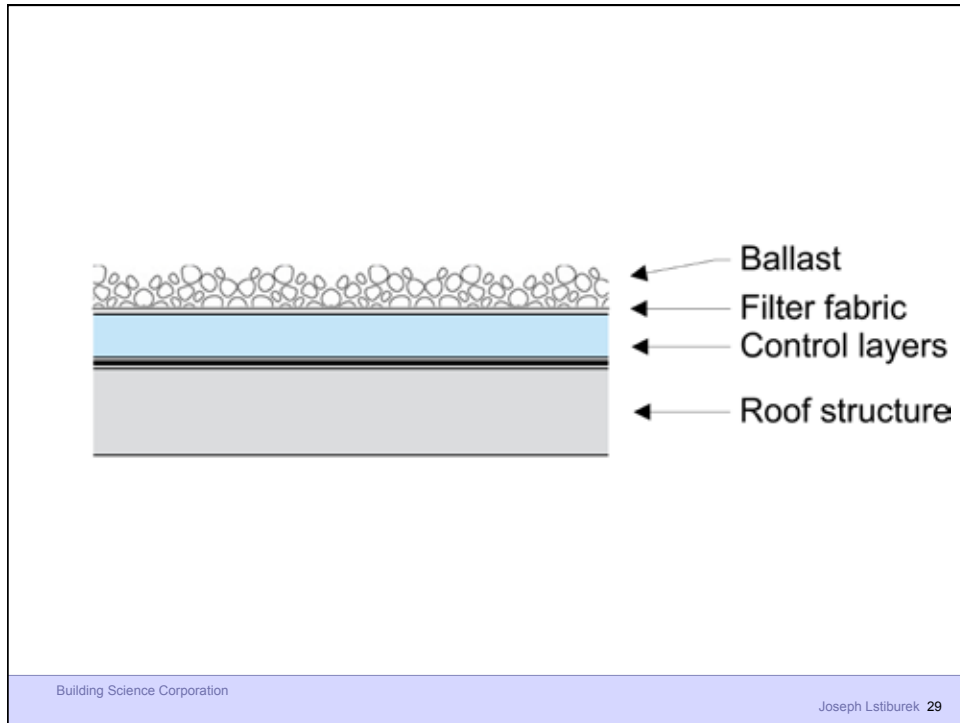 Ballast
Filter fabric
Control layers
Roof structure
Building Science Corporation
Joseph Lstiburek 29